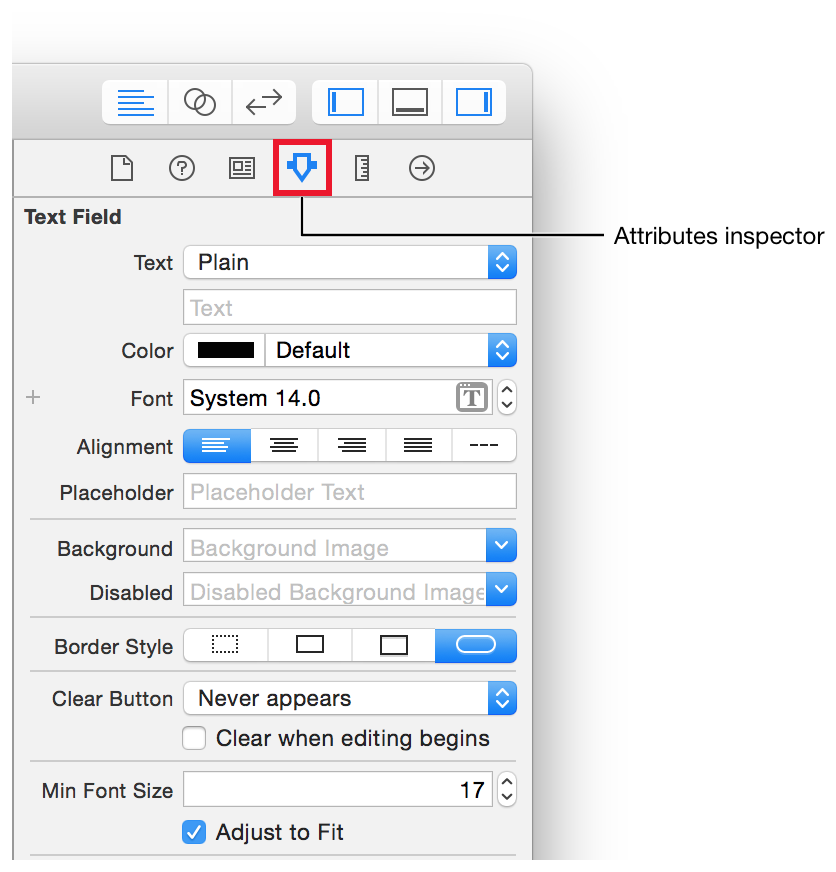 Attributes inspector
Text Field
Text Plain
Text
Color Default
Font System 14.0 T
Alignment
Placeholder Placeholder Text
Background Background Image
Disabled Disabled Background Image
Border Style
Clear Button Never appears
Clear when editing begins
Min Font Size 17
Adjust to Fit